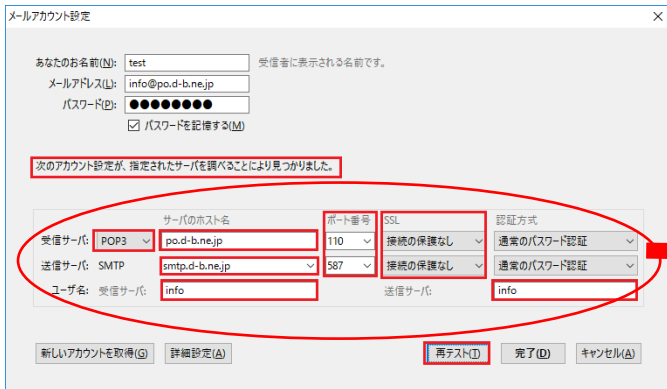 メールアカウント設定
あなたのお名前(N): test 受信者に表示される名前です。
メールアドレス(L): info@po.d-b.ne.jp
パスワード(P): ●●●●●●●●
パスワードを記憶する(M)
次のアカウント設定が、指定されたサーバを調べることにより見つかりました。
サーバのホスト名 ポート番号 SSL 認証方式
受信サーバ: POP3 po.d-b.ne.jp 110 接続の保護なし 通常のパスワード認証
送信サーバ: SMTP smtp.d-b.ne.jp 587 接続の保護なし 通常のパスワード認証
ユーザ名: 受信サーバ: info 送信サーバ: info
新しいアカウントを取得(G) 詳細設定(A) 再テスト(T) 完了(D) キャンセル(A)